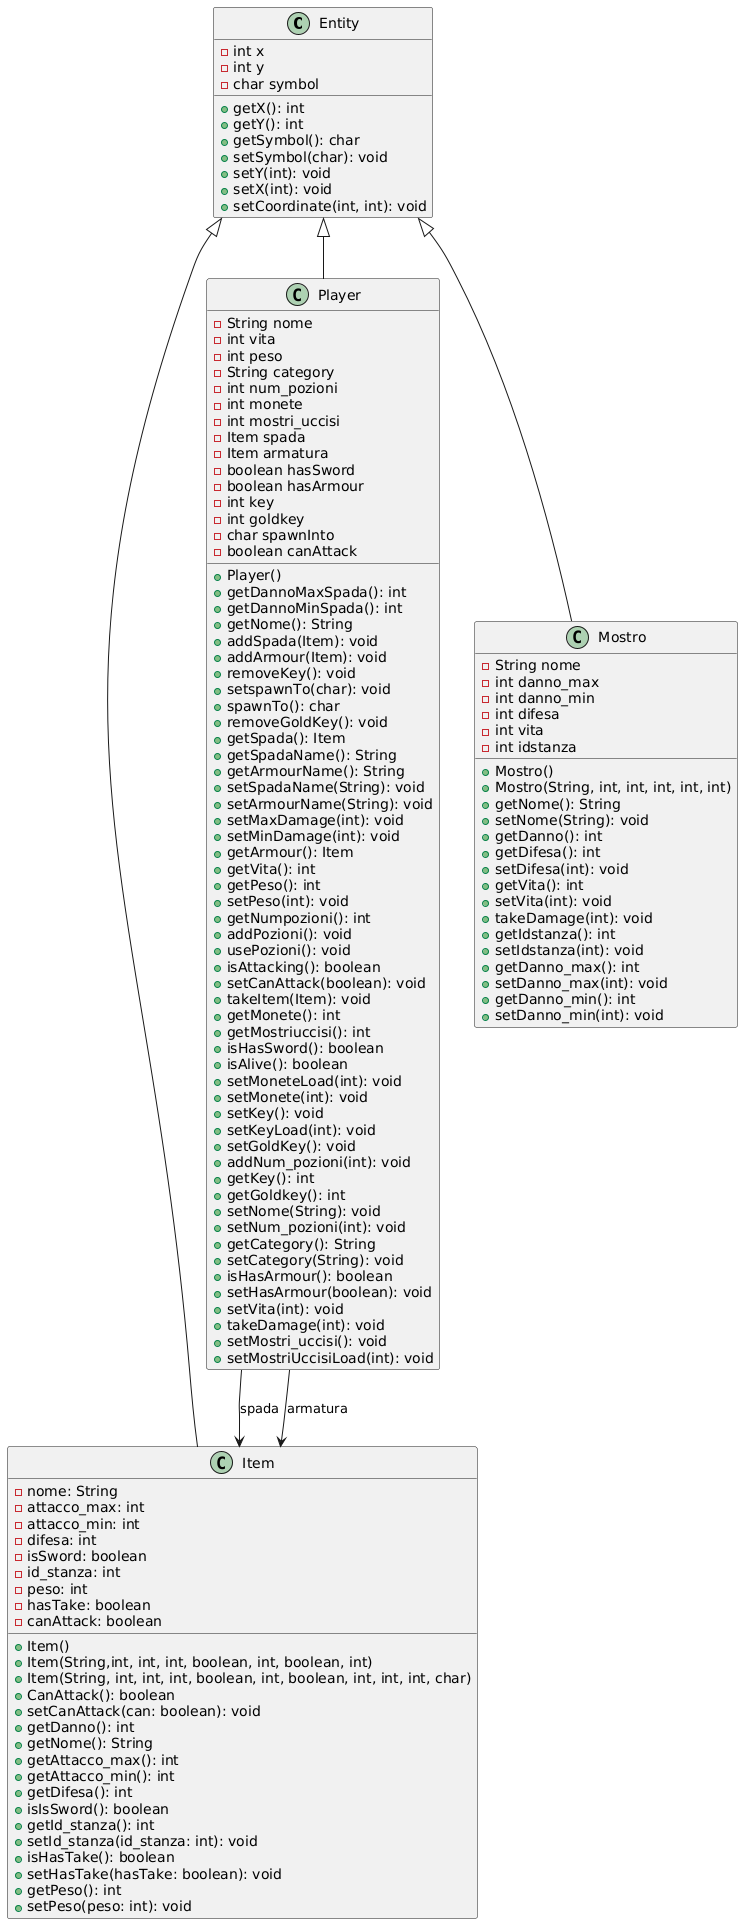 C Entity
int x
int y
char symbol
getX(): int
getY(): int
getSymbol(): char
setSymbol(char): void
setY(int): void
setX(int): void
setCoordinate(int, int): void
C Player
String nome
int vita
int peso
String category
int num_pozioni
int monete
int mostri_uccisi
Item spada
Item armatura
boolean hasSword
boolean hasArmour
int key
int goldkey
char spawnInto
boolean canAttack
Player()
getDannoMaxSpada(): int
getDannoMinSpada(): int
getNome(): String
addSpada(Item): void
addArmour(Item): void
removeKey(): void
setspawnTo(char): void
spawnTo(): char
removeGoldKey(): void
getSpada(): Item
getSpadaName(): String
getArmourName(): String
setSpadaName(String): void
setArmourName(String): void
setMaxDamage(int): void
setMinDamage(int): void
getArmour(): Item
getVita(): int
getPeso(): int
setPeso(int): void
getNumpozioni(): int
addPozioni(): void
usePozioni(): void
isAttacking(): boolean
setCanAttack(boolean): void
takeItem(Item): void
getMonete(): int
getMostriuccisi(): int
isHasSword(): boolean
isAlive(): boolean
setMoneteLoad(int): void
setMonete(int): void
setKey(): void
setKeyLoad(int): void
setGoldKey(): void
addNum_pozioni(int): void
getKey(): int
getGoldkey(): int
setNome(String): void
setNum_pozioni(int): void
getCategory(): String
setCategory(String): void
isHasArmour(): boolean
setHasArmour(boolean): void
setVita(int): void
takeDamage(int): void
setMostri_uccisi(): void
setMostriUccisiLoad(int): void
C Mostro
String nome
int danno_max
int danno_min
int difesa
int vita
int idstanza
Mostro()
Mostro(String, int, int, int, int, int)
getNome(): String
setNome(String): void
getDanno(): int
getDifesa(): int
setDifesa(int): void
getVita(): int
setVita(int): void
takeDamage(int): void
getIdstanza(): int
setIdstanza(int): void
getDanno_max(): int
setDanno_max(int): void
getDanno_min(): int
setDanno_min(int): void
spada
armatura
C Item
nome: String
attacco_max: int
attacco_min: int
difesa: int
isSword: boolean
id_stanza: int
peso: int
hasTake: boolean
canAttack: boolean
Item()
Item(String,int, int, int, boolean, int, boolean, int)
Item(String, int, int, int, boolean, int, boolean, int, int, int, char)
CanAttack(): boolean
setCanAttack(can: boolean): void
getDanno(): int
getNome(): String
getAttacco_max(): int
getAttacco_min(): int
getDifesa(): int
isIsSword(): boolean
getId_stanza(): int
setId_stanza(id_stanza: int): void
isHasTake(): boolean
setHasTake(hasTake: boolean): void
getPeso(): int
setPeso(peso: int): void